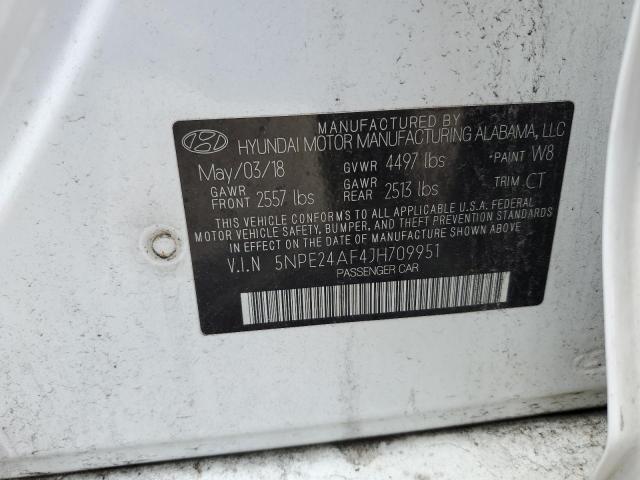 MANUFACTURED BY
HYUNDAI MOTOR MANUFACTURING ALABAMA, LLC
May/03/18 GVWR 4497 lbs *PAINT W8
GAWR FRONT 2557 lbs GAWR REAR 2513 lbs TRIM CT
THIS VEHICLE CONFORMS TO ALL APPLICABLE U.S.A. FEDERAL
MOTOR VEHICLE SAFETY, BUMPER, AND THEFT PREVENTION STANDARDS
IN EFFECT ON THE DATE OF MANUFACTURE SHOWN ABOVE.
V.I.N 5NPE24AF4JH709951
PASSENGER CAR